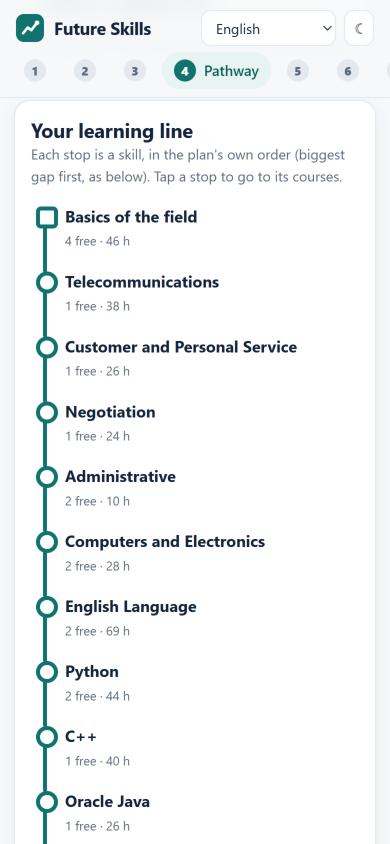 Future Skills
English
1
2
3
4 Pathway
5
6
Your learning line
Each stop is a skill, in the plan's own order (biggest
gap first, as below). Tap a stop to go to its courses.
Basics of the field
4 free · 46 h
Telecommunications
1 free · 38 h
Customer and Personal Service
1 free · 26 h
Negotiation
1 free · 24 h
Administrative
2 free · 10 h
Computers and Electronics
2 free · 28 h
English Language
2 free · 69 h
Python
2 free · 44 h
C++
1 free · 40 h
Oracle Java
1 free · 26 h